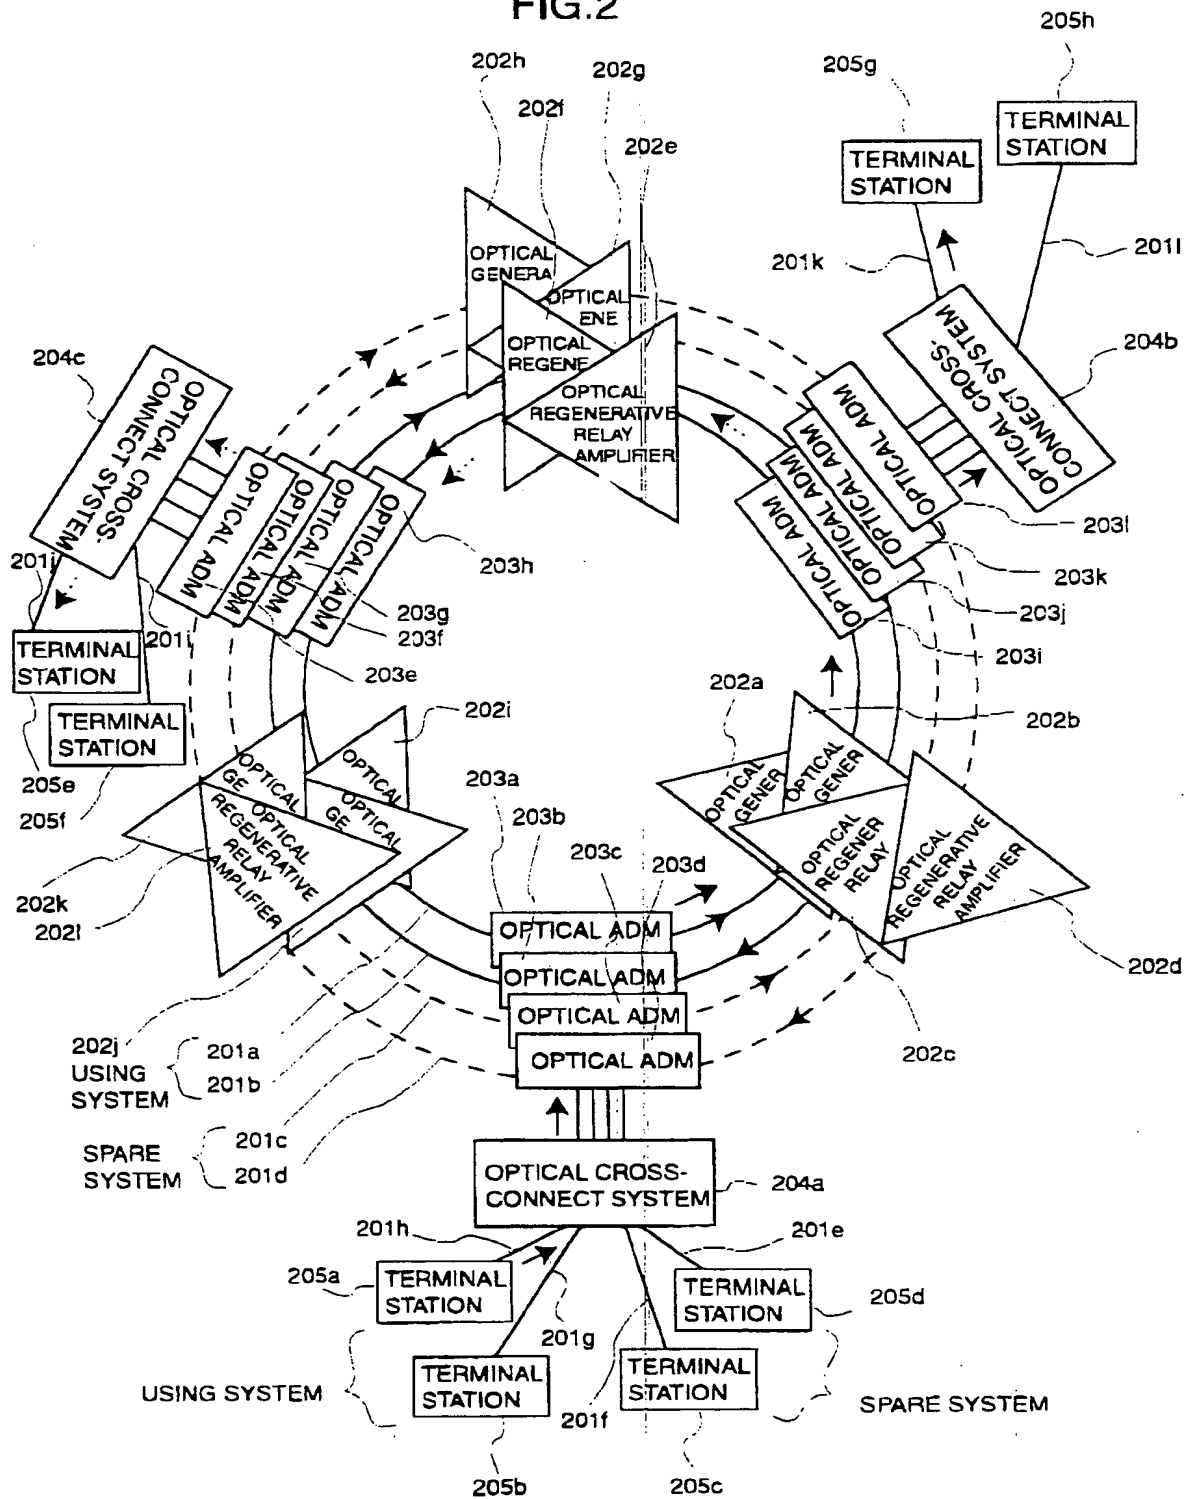 FIG.2
205h
202h
202g
205g
202f
202e
TERMINAL
STATION
TERMINAL
STATION
OPTICAL
GENERA
201k
201l
OPTICAL
ENE
OPTICAL
REGENE
OPTICAL CROSS-
CONNECT SYSTEM
204b
204c
OPTICAL CROSS-
CONNECT SYSTEM
OPTICAL
REGENERATIVE
RELAY
AMPLIFIER
OPTICAL ADM
OPTICAL ADM
OPTICAL ADM
OPTICAL ADM
203l
203k
203j
203i
OPTICAL ADM
OPTICAL ADM
OPTICAL ADM
OPTICAL ADM
203h
203g
203f
203e
201j
201i
TERMINAL
STATION
TERMINAL
STATION
205e
205f
202i
202a
202b
OPTICAL
GE
OPTICAL
OPTICAL
GE
OPTICAL
REGENERATIVE
RELAY
AMPLIFIER
OPTICAL
GENER
OPTICAL
GENER
OPTICAL
REGENER
RELAY
OPTICAL
REGENERATIVE
RELAY
AMPLIFIER
203a
203b
203c
203d
202k
202l
202d
202c
OPTICAL ADM
OPTICAL ADM
OPTICAL ADM
OPTICAL ADM
202j
USING
SYSTEM
201a
201b
SPARE
SYSTEM
201c
201d
OPTICAL CROSS-
CONNECT SYSTEM
204a
201h
201e
205a
TERMINAL
STATION
TERMINAL
STATION
205d
201g
TERMINAL
STATION
TERMINAL
STATION
201f
USING SYSTEM
SPARE SYSTEM
205b
205c